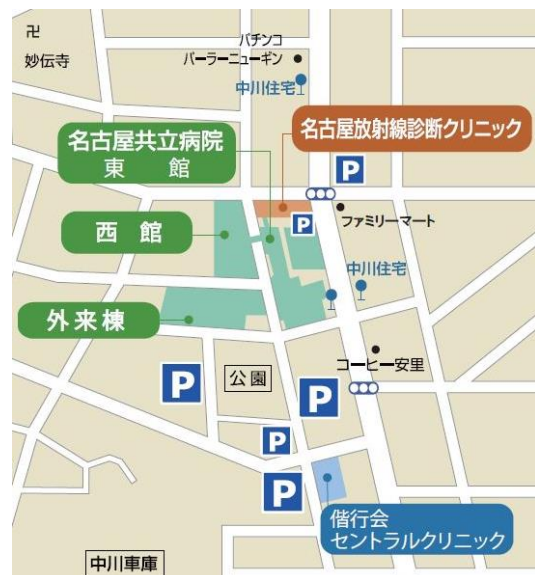 卍
妙伝寺
パチンコ
パーラーニューギン
中川住宅
名古屋共立病院
東 館
名古屋放射線診断クリニック
P
P
西 館
ファミリーマート
中川住宅
外来棟
コーヒー安里
P
公園
P
P
P
偕行会
セントラルクリニック
中川車庫